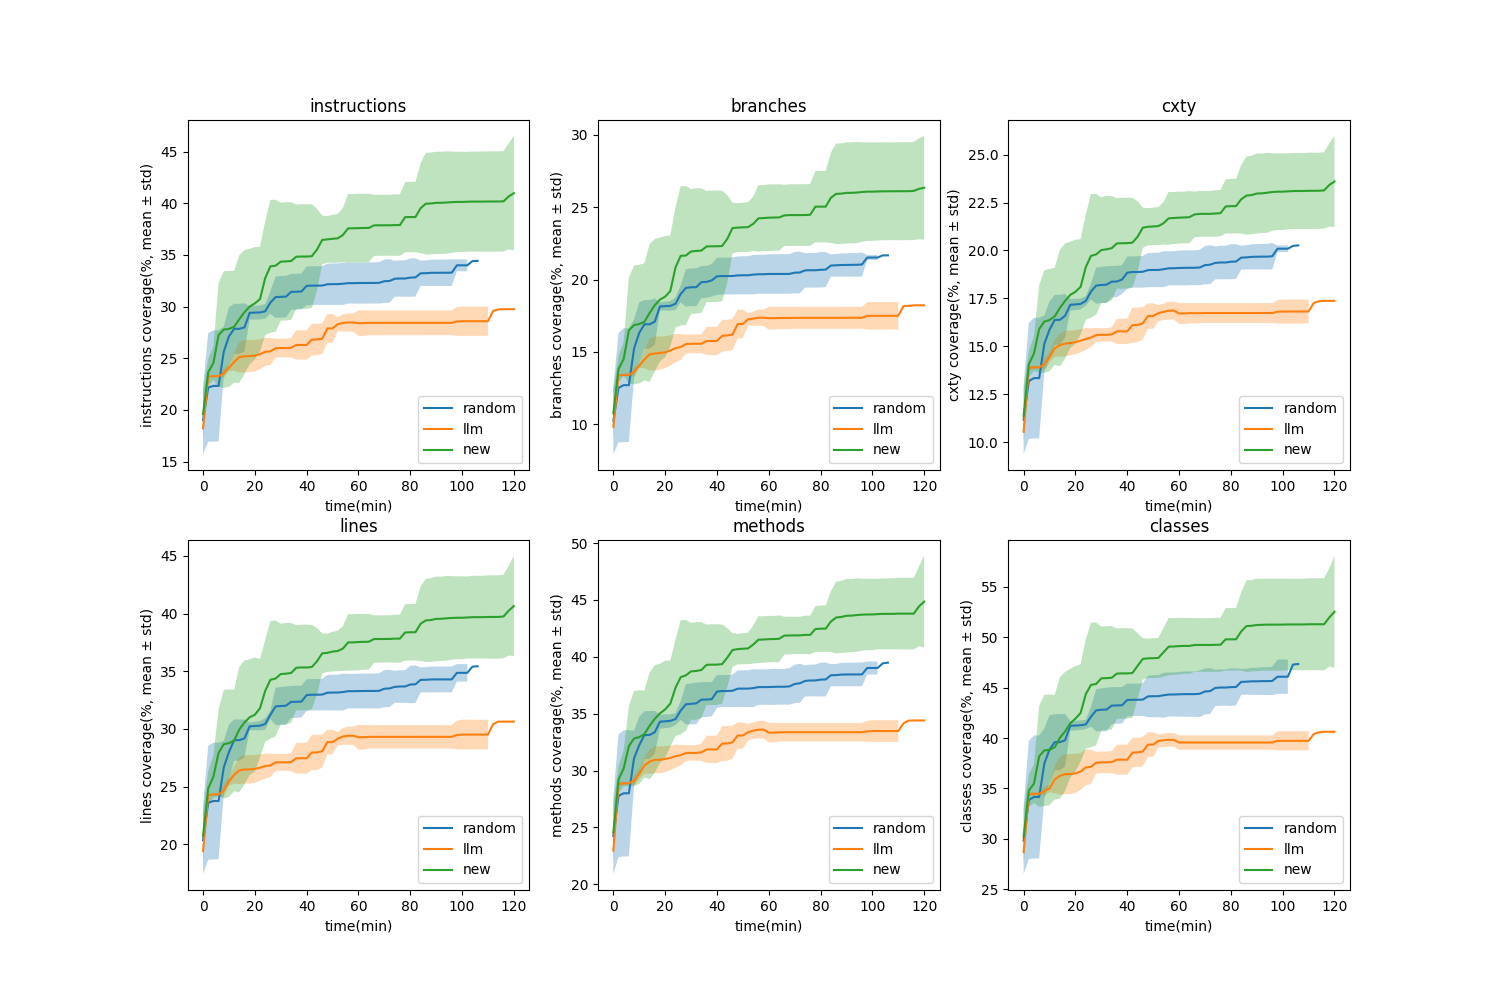 instructions
instructions coverage(%, mean ± std)
45
40
35
30
25
20
15
0 20 40 60 80 100 120
time(min)
random
llm
new
branches
branches coverage(%, mean ± std)
30
25
20
15
10
0 20 40 60 80 100 120
time(min)
random
llm
new
cxty
cxty coverage(%, mean ± std)
25.0
22.5
20.0
17.5
15.0
12.5
10.0
0 20 40 60 80 100 120
time(min)
random
llm
new
lines
lines coverage(%, mean ± std)
45
40
35
30
25
20
0 20 40 60 80 100 120
time(min)
random
llm
new
methods
methods coverage(%, mean ± std)
50
45
40
35
30
25
20
0 20 40 60 80 100 120
time(min)
random
llm
new
classes
classes coverage(%, mean ± std)
55
50
45
40
35
30
25
0 20 40 60 80 100 120
time(min)
random
llm
new